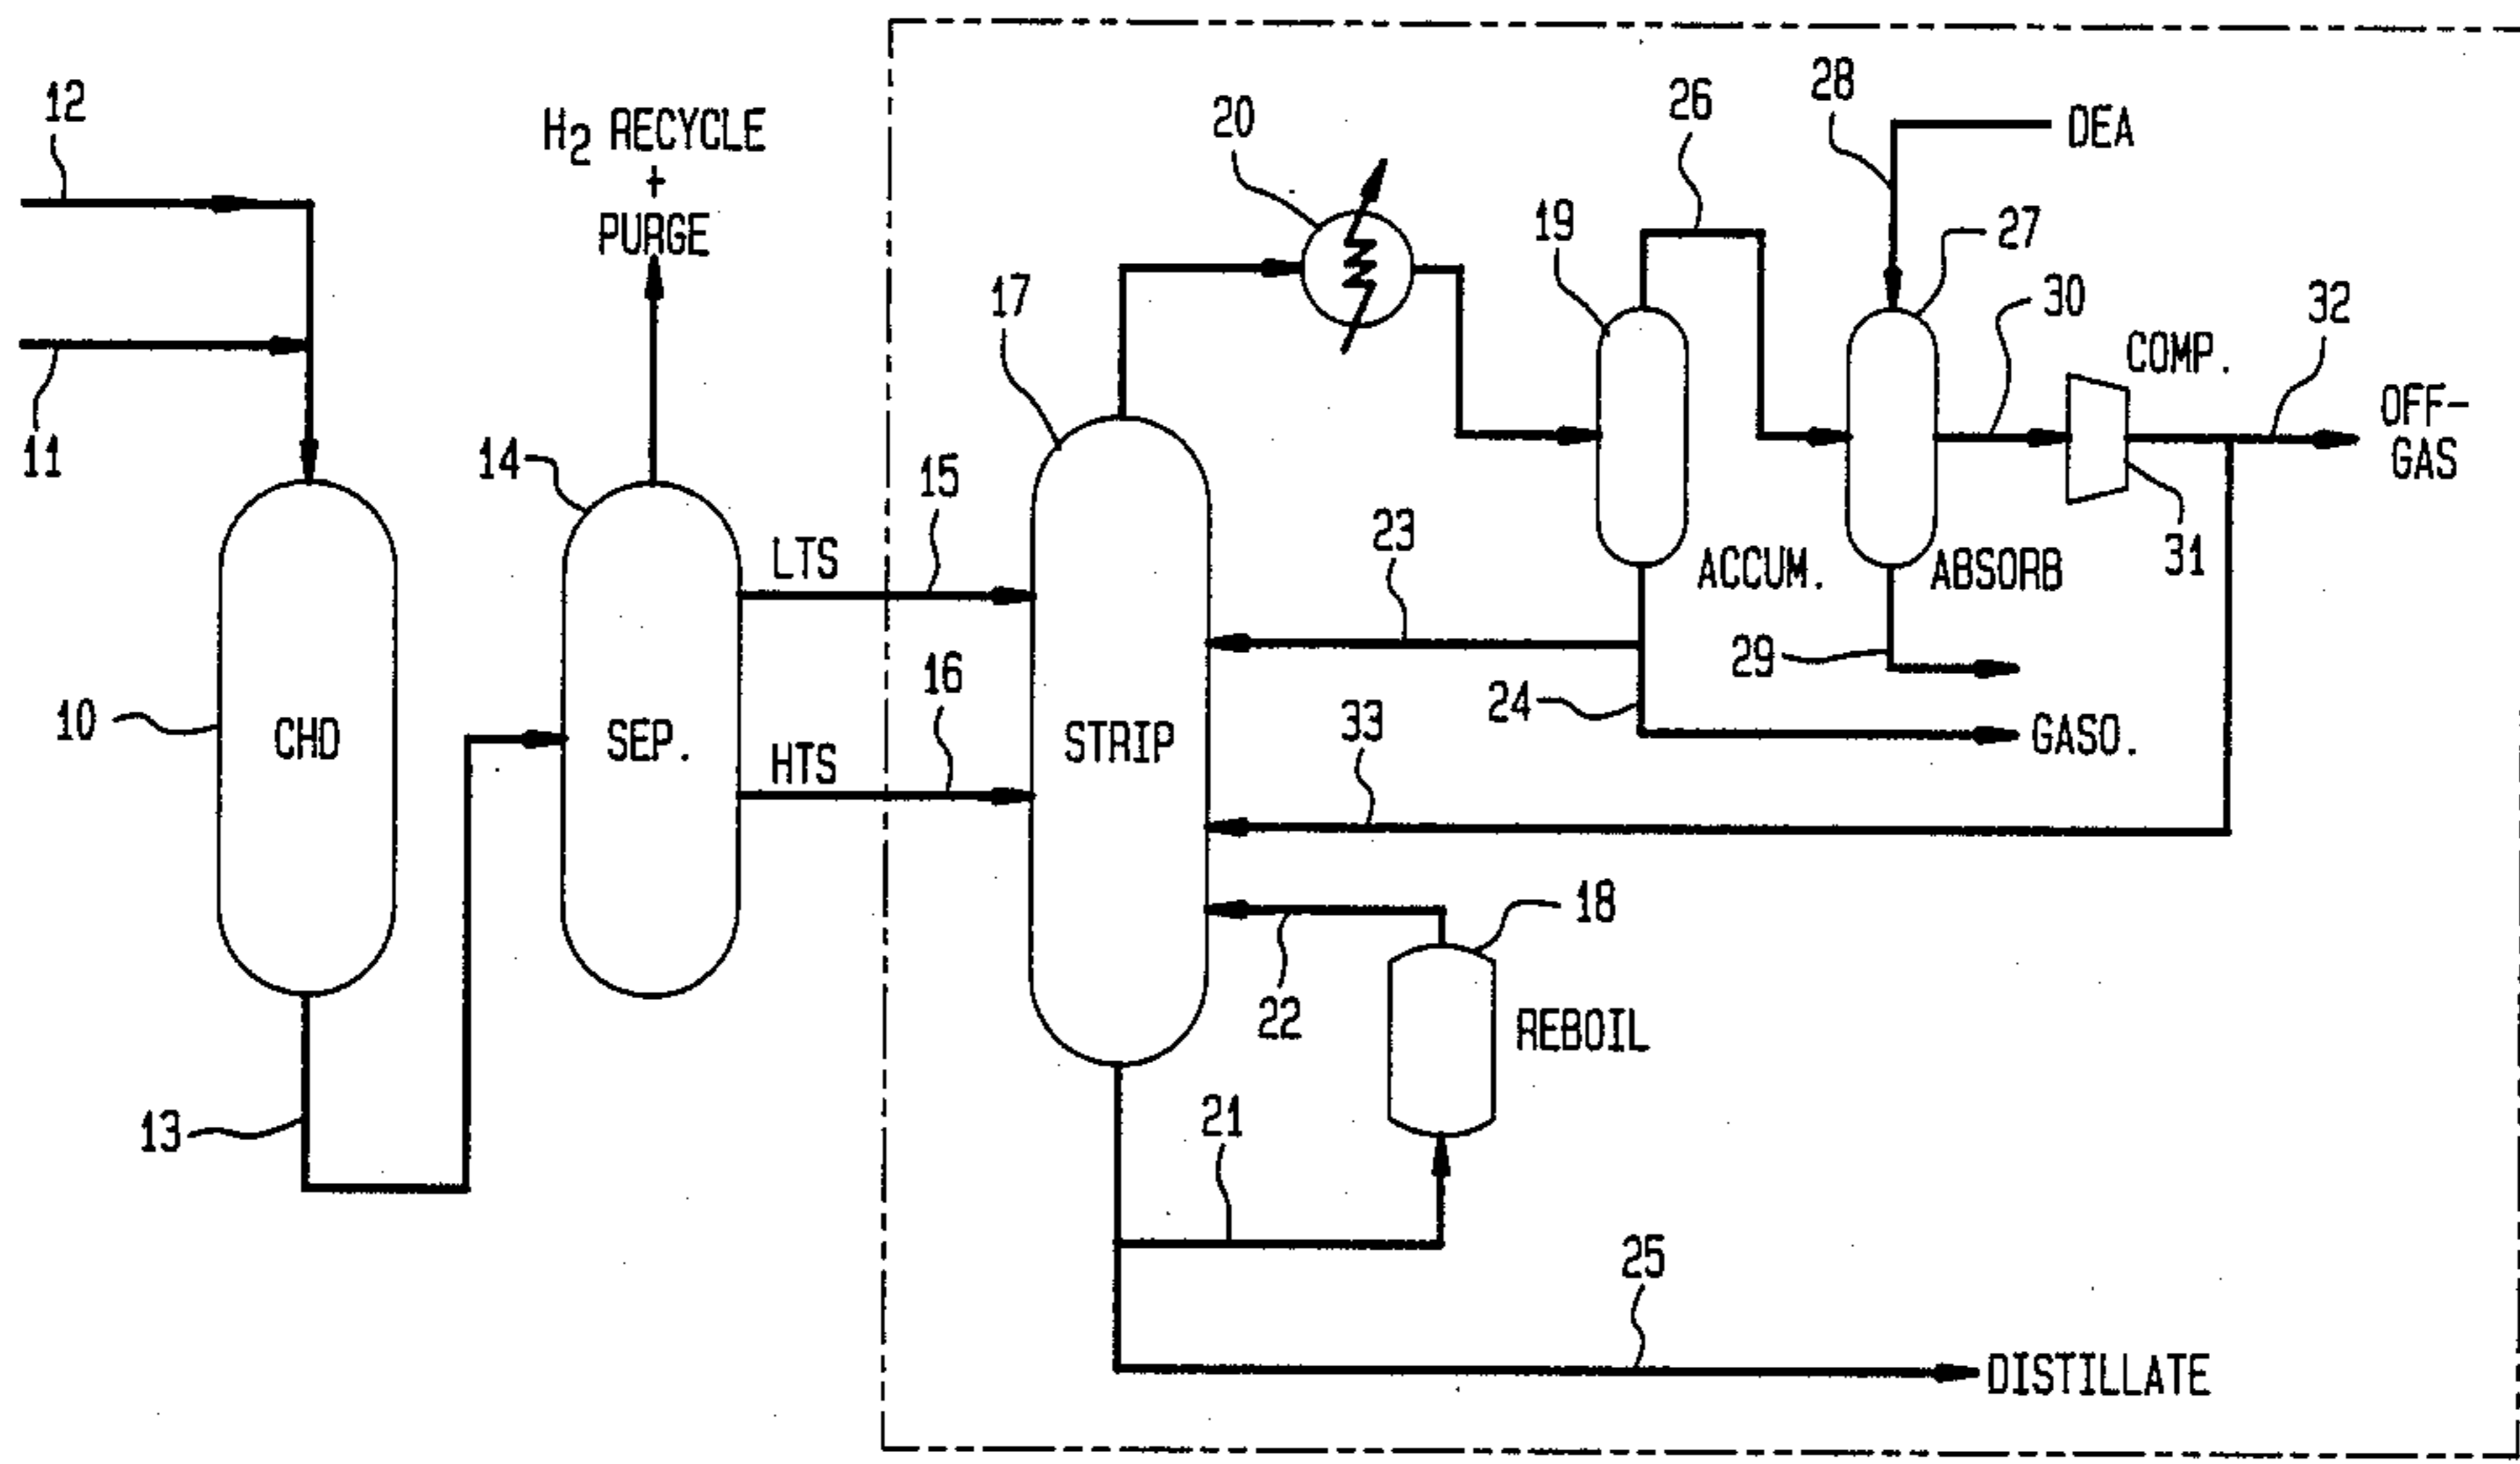 12
H2 RECYCLE
+
PURGE
11
10
CHD
13
14
SEP.
LTS
15
HTS
16
17
STRIP
20
19
ACCUM.
26
28
DEA
27
ABSORB
30
COMP.
31
32
OFF-
GAS
23
24
29
GASO.
33
18
REBOIL
22
21
25
DISTILLATE